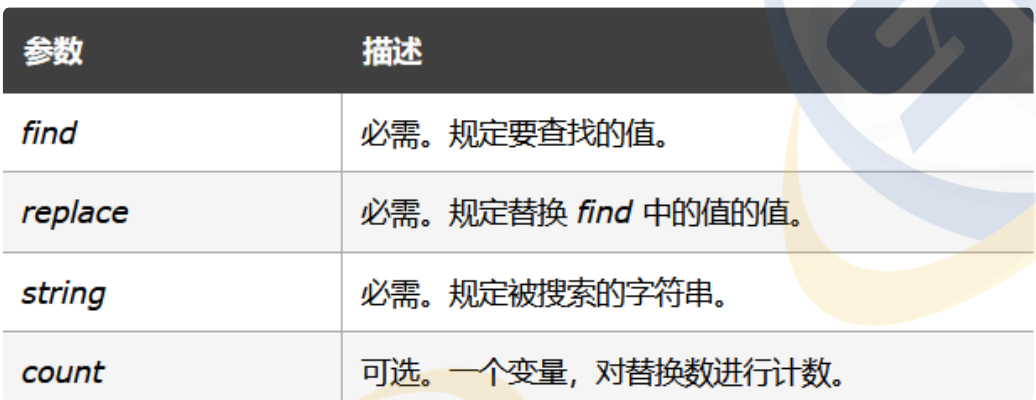 参数 描述
find 必需。规定要查找的值。
replace 必需。规定替换 find 中的值的值。
string 必需。规定被搜索的字符串。
count 可选。一个变量，对替换数进行计数。